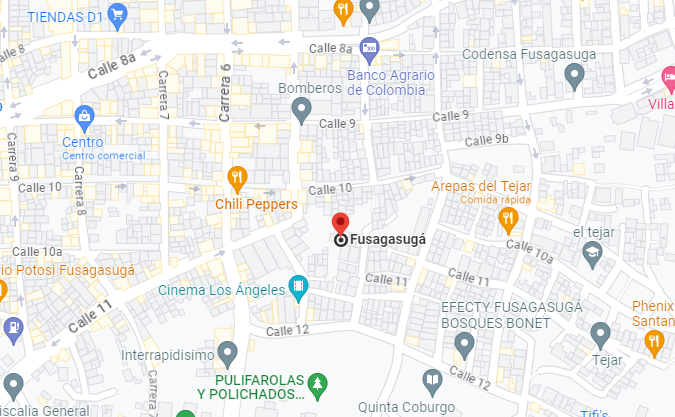 TIENDAS D1
Calle 8a
Calle 8a
Banco Agrario
de Colombia
Codensa Fusagasuga
Villa
Carrera 6
Carrera 7
Bomberos
Calle 9
Calle 9
Calle 9b
Centro
Centro comercial
Carrera 9
Carrera 8
Calle 10
Calle 10
Chili Peppers
Arepas del Tejar
Comida rápida
el tejar
Fusagasugá
Calle 10a
Calle 10a
io Potosi Fusagasugá
Calle 11
Calle 11
Cinema Los Ángeles
EFECTY FUSAGASUGÁ
BOSQUES BONET
Phenix
Santan
Calle 12
Interrapidisimo
Tejar
PULIFAROLAS
Y POLICHADOS...
Calle 12
Carrera 7
iscalla General
Quinta Coburgo
Tifi's